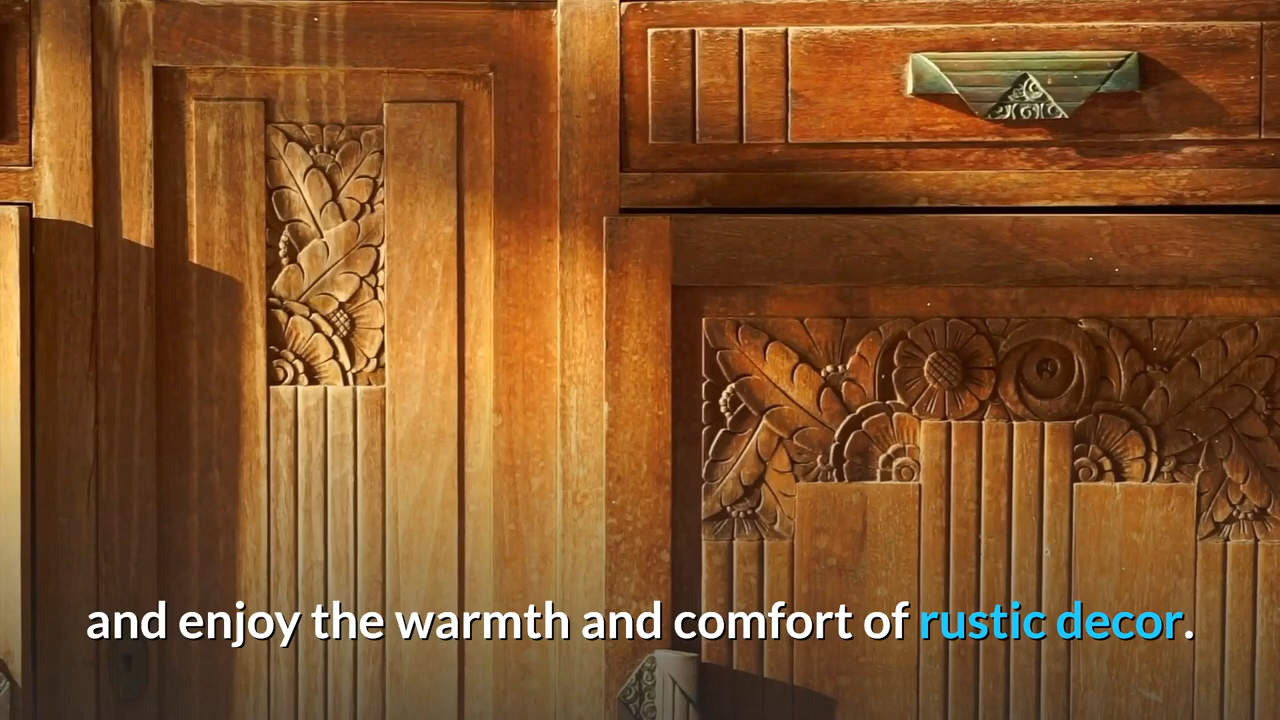 and enjoy the warmth and comfort of rustic decor.